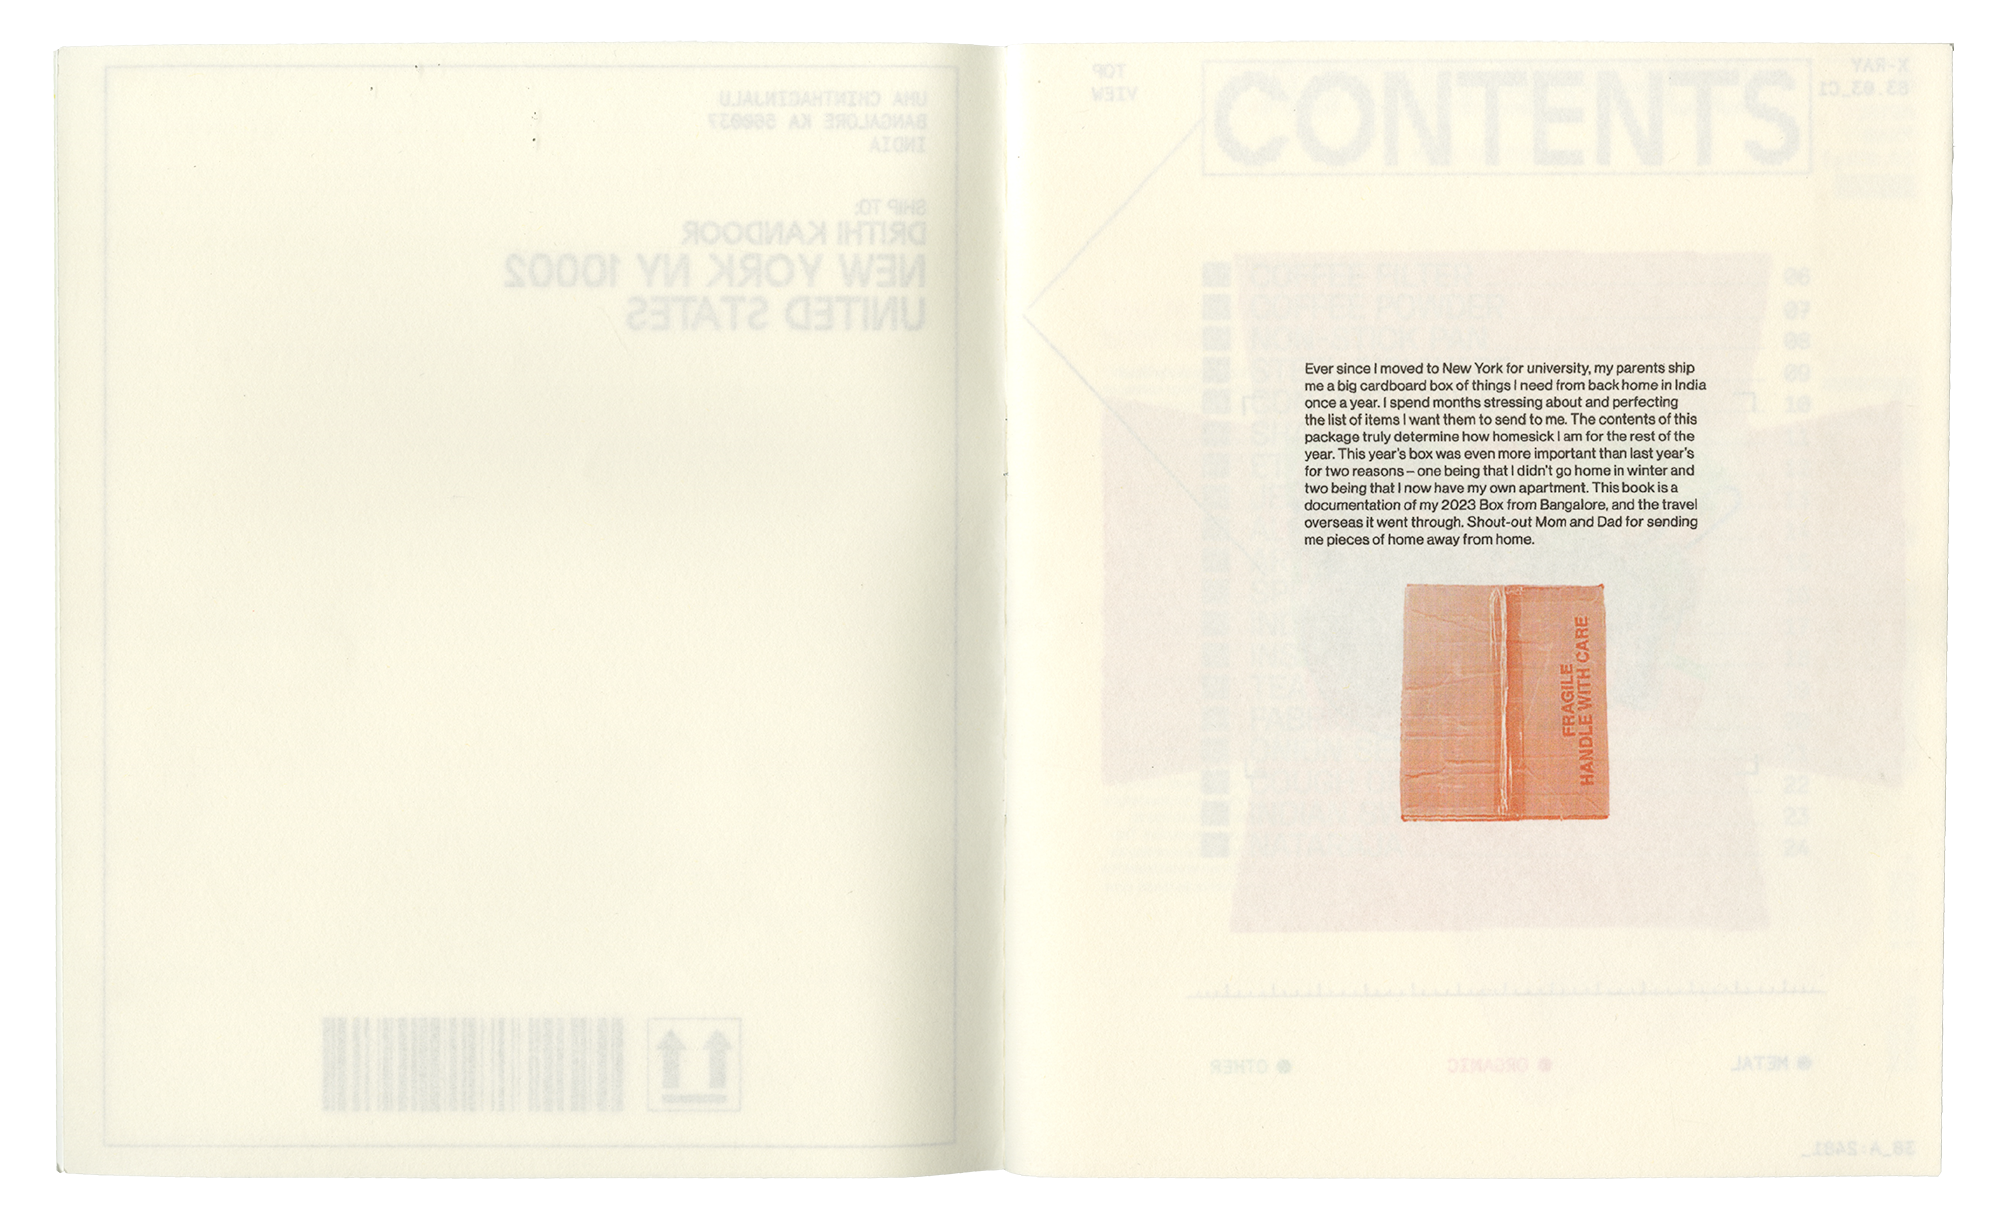 UMA CHINTHAGINJALU
BANGALORE KA 560037
INDIA
SHIP TO:
DRITHI KANDOOR
NEW YORK NY 10002
UNITED STATES
TOP
VIEW
CONTENTS
X-RAY
03.03_CI
06
07
08
09
10
Ever since I moved to New York for university, my parents ship
me a big cardboard box of things I need from back home in India
once a year. I spend months stressing about and perfecting
the list of items I want them to send to me. The contents of this
package truly determine how homesick I am for the rest of the
year. This year's box was even more important than last year's
for two reasons – one being that I didn't go home in winter and
two being that I now have my own apartment. This book is a
documentation of my 2023 Box from Bangalore, and the travel
overseas it went through. Shout-out Mom and Dad for sending
me pieces of home away from home.
FRAGILE
HANDLE WITH CARE
22
23
24
OTHER
ORGANIC
METAL